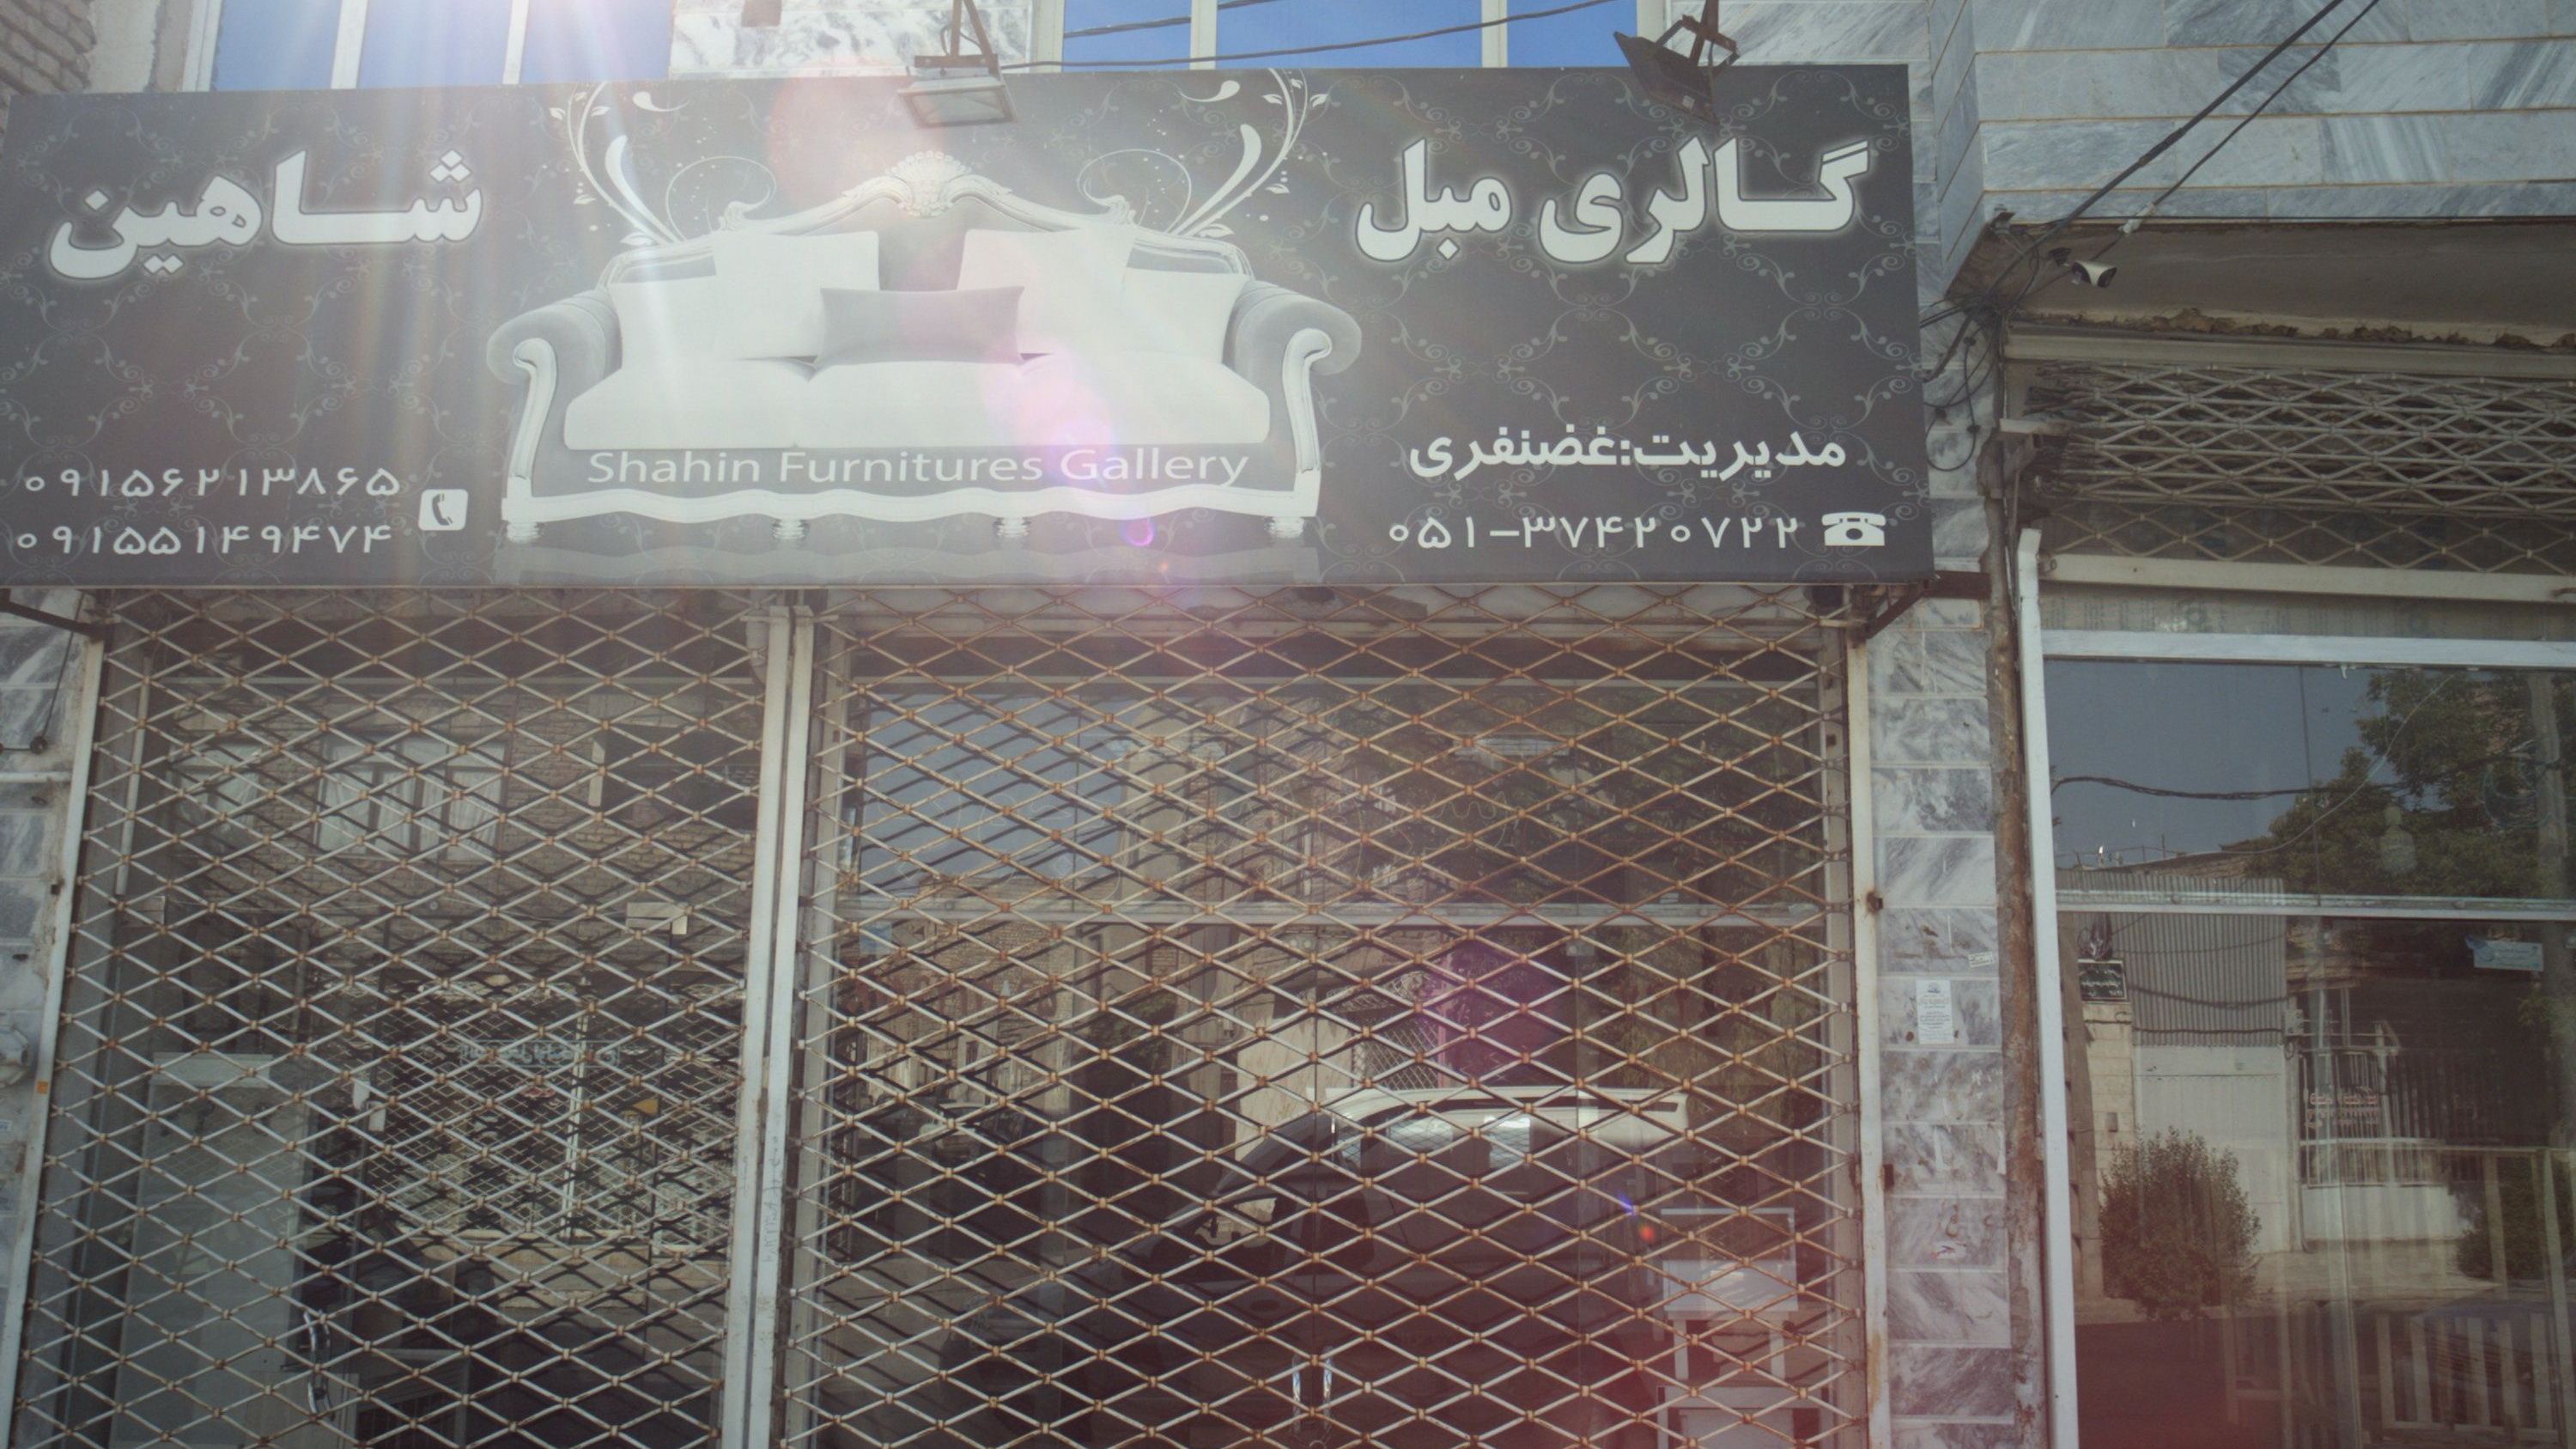 گالری مبل شاهین
Shahin Furnitures Gallery
مدیریت:غضنفری
۰۵۱-۳۷۴۲۰۷۲۲
۰۹۱۵۶۲۱۳۸۶۵
۰۹۱۵۵۱۴۹۴۷۴